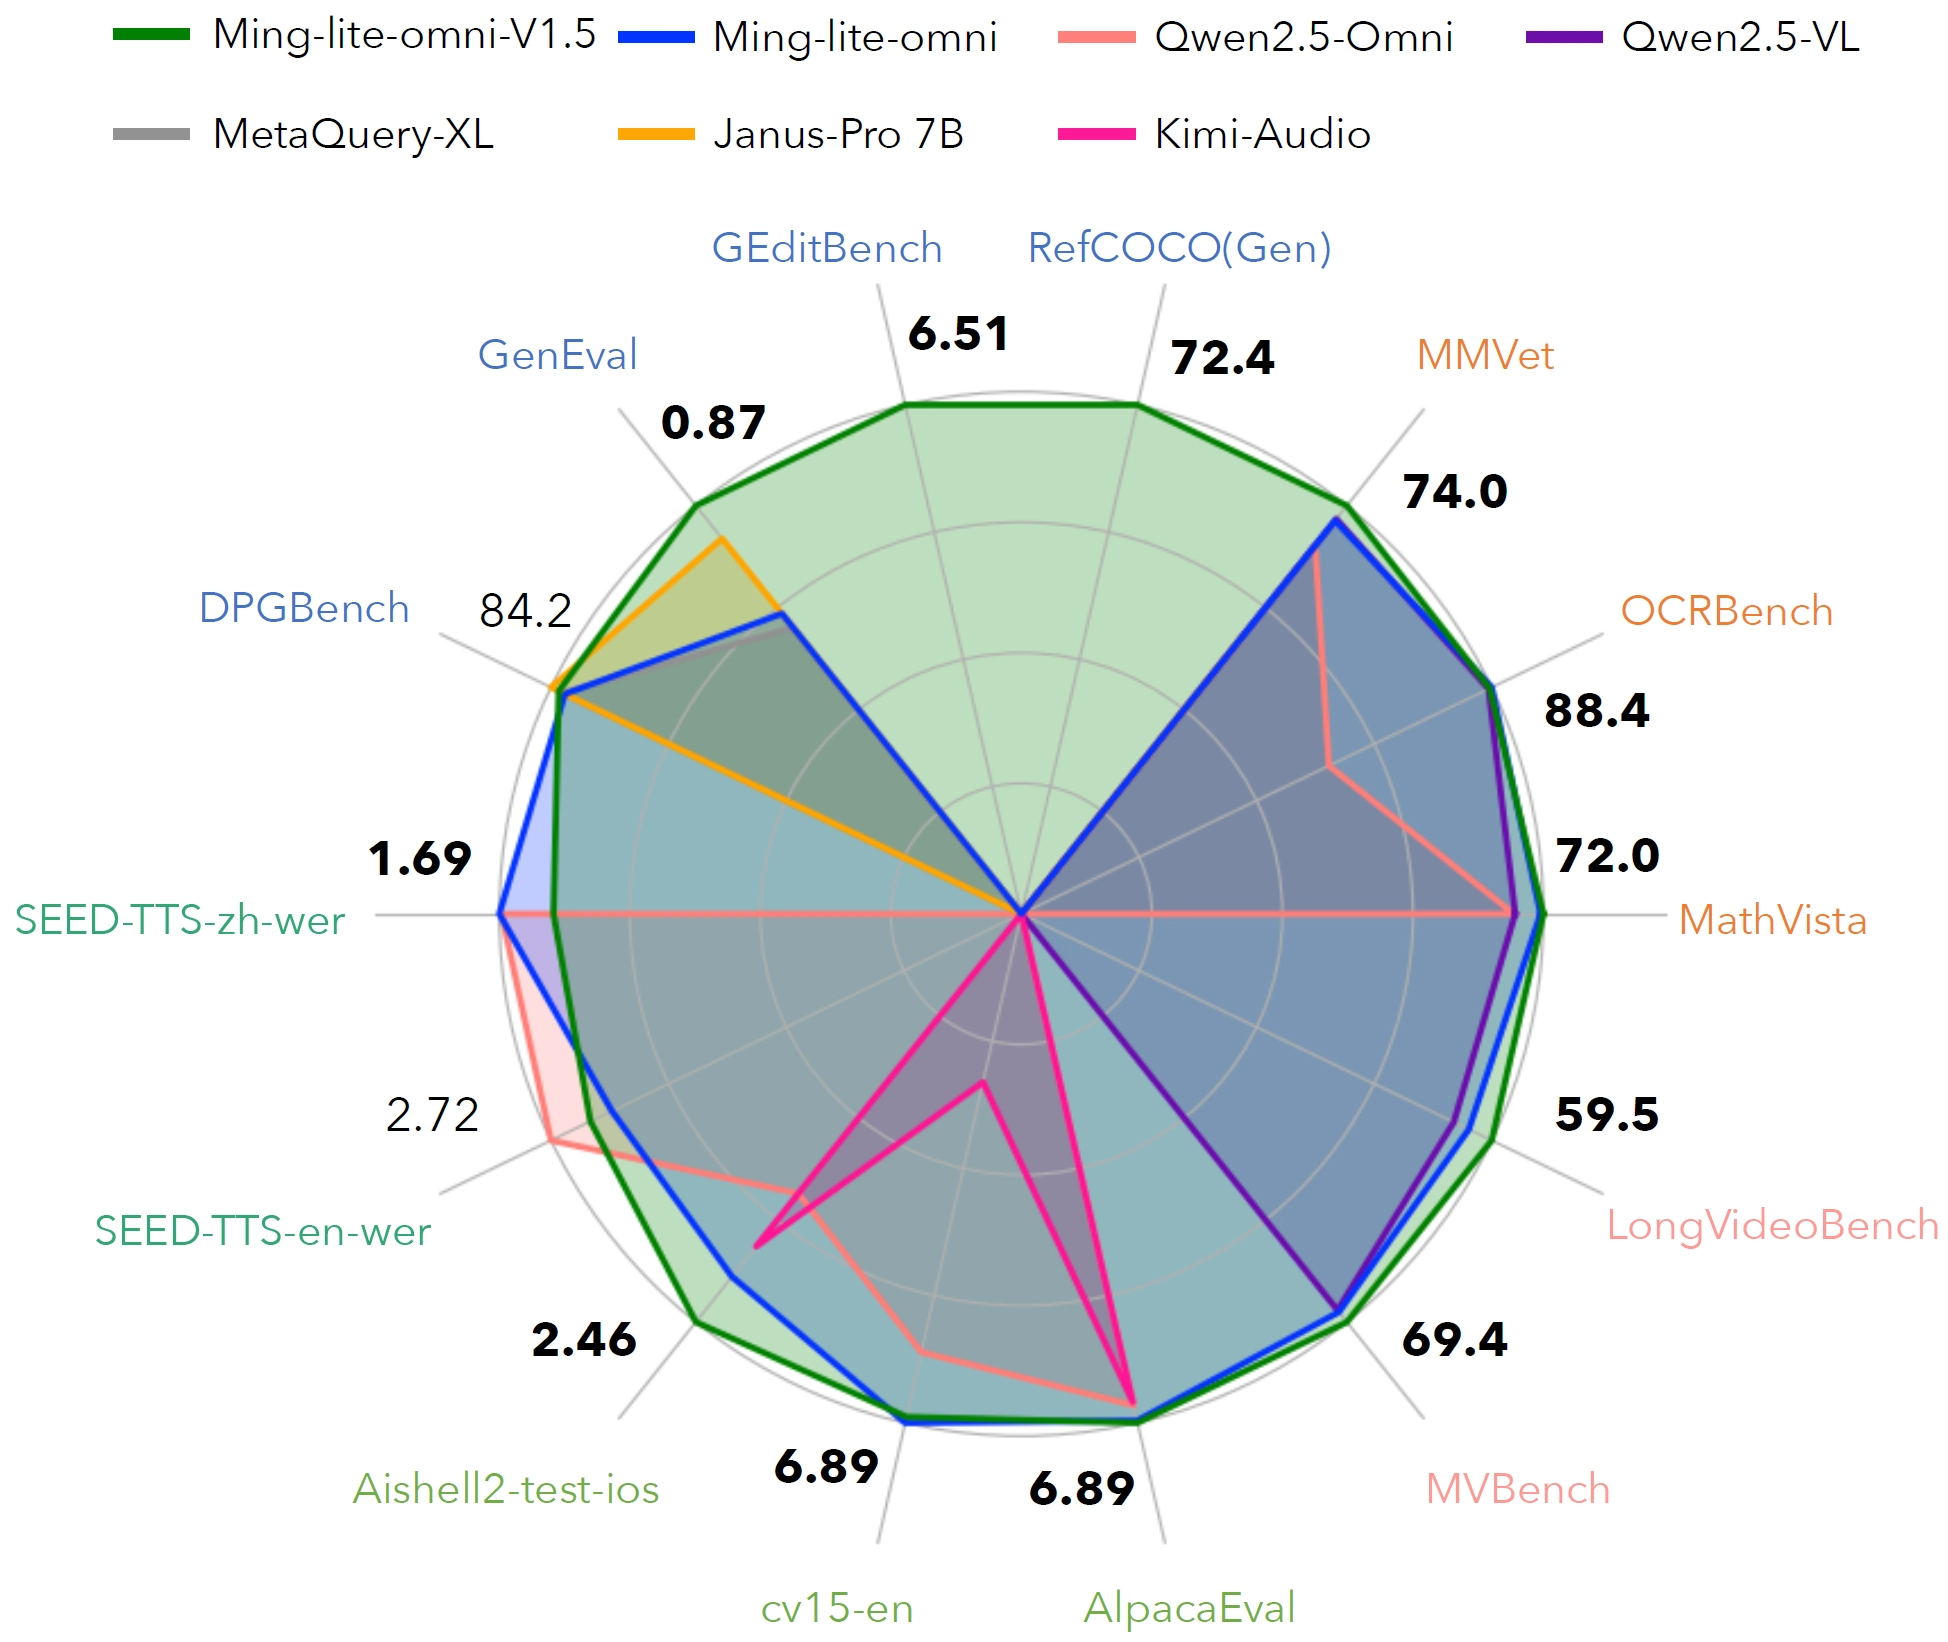 Ming-lite-omni-V1.5 Ming-lite-omni Qwen2.5-Omni Qwen2.5-VL
MetaQuery-XL Janus-Pro 7B Kimi-Audio
GEditBench RefCOCO(Gen)
6.51
72.4
GenEval
MMVet
0.87
74.0
DPGBench
84.2
OCRBench
88.4
1.69
72.0
SEED-TTS-zh-wer
MathVista
2.72
59.5
SEED-TTS-en-wer
LongVideoBench
2.46
69.4
6.89
6.89
Aishell2-test-ios
MVBench
cv15-en
AlpacaEval